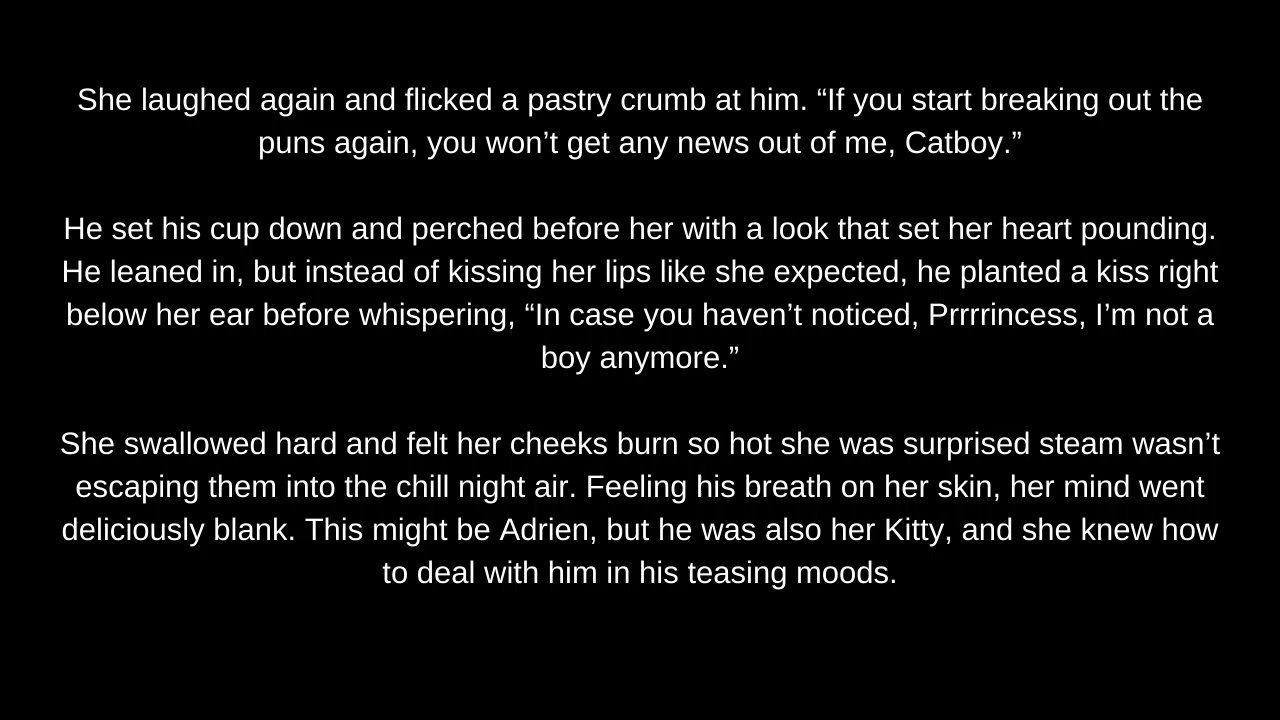 She laughed again and flicked a pastry crumb at him. “If you start breaking out the
puns again, you won’t get any news out of me, Catboy.”
He set his cup down and perched before her with a look that set her heart pounding.
He leaned in, but instead of kissing her lips like she expected, he planted a kiss right
below her ear before whispering, “In case you haven’t noticed, Prrrrincess, I’m not a
boy anymore.”
She swallowed hard and felt her cheeks burn so hot she was surprised steam wasn’t
escaping them into the chill night air. Feeling his breath on her skin, her mind went
deliciously blank. This might be Adrien, but he was also her Kitty, and she knew how
to deal with him in his teasing moods.